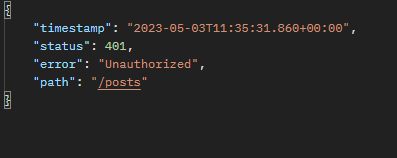 {
"timestamp": "2023-05-03T11:35:31.860+00:00",
"status": 401,
"error": "Unauthorized",
"path": "/posts"
}